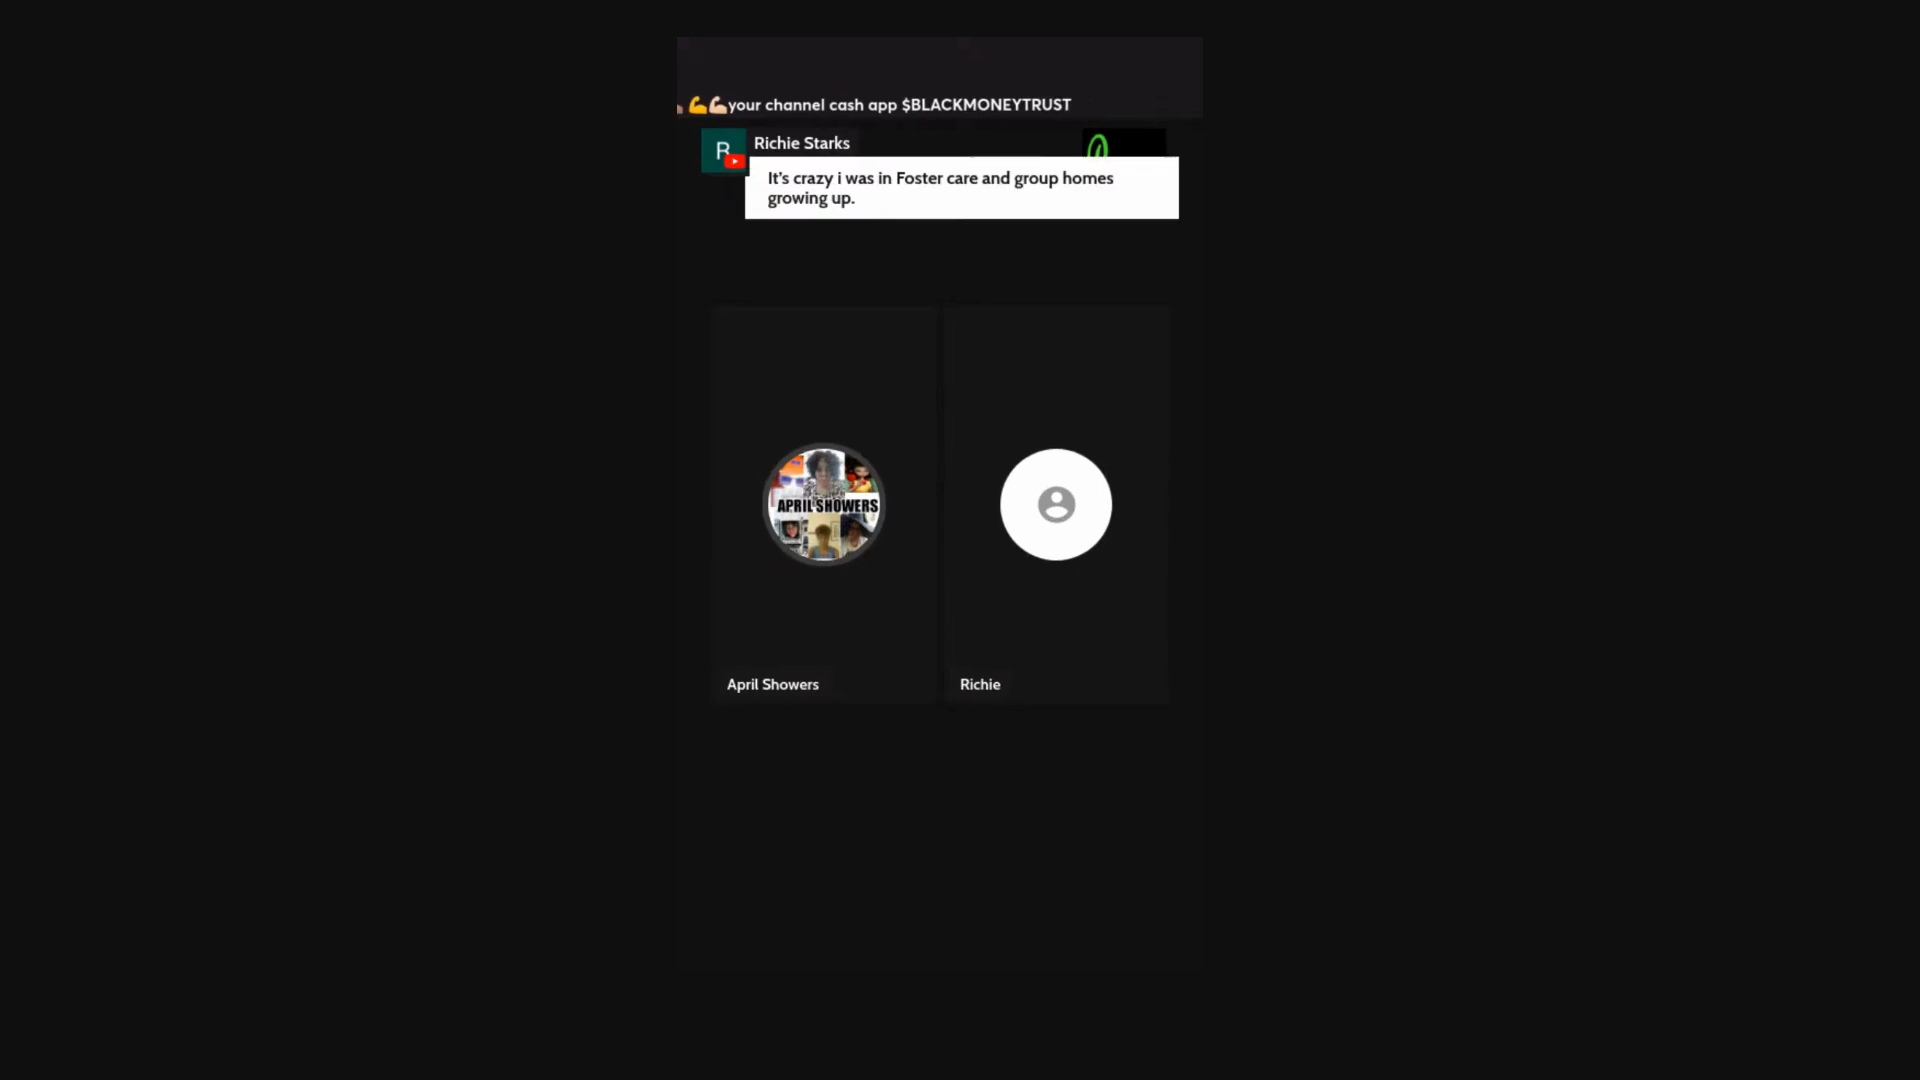 💪💪🏼your channel cash app $BLACKMONEYTRUST
R
Richie Starks
It's crazy i was in Foster care and group homes
growing up.
APRIL SHOWERS
April Showers
Richie